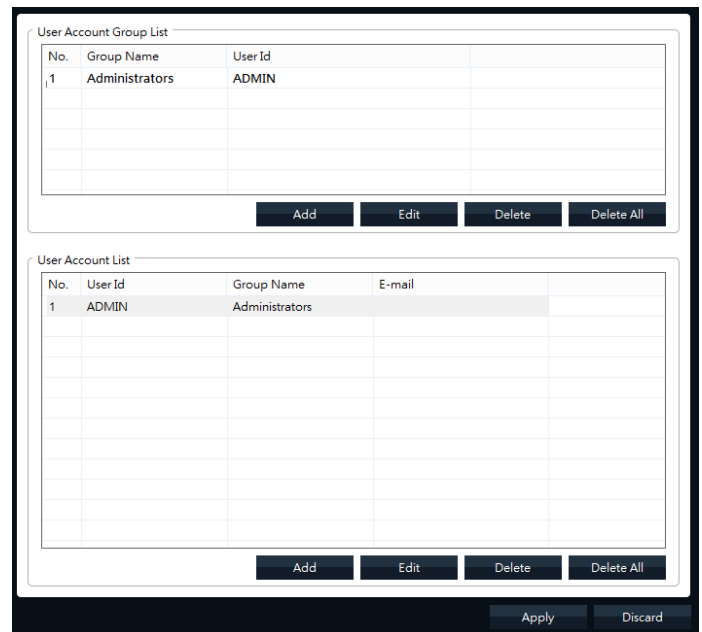 User Account Group List
No. Group Name User Id
1 Administrators ADMIN
Add Edit Delete Delete All
User Account List
No. User Id Group Name E-mail
1 ADMIN Administrators
Add Edit Delete Delete All
Apply Discard